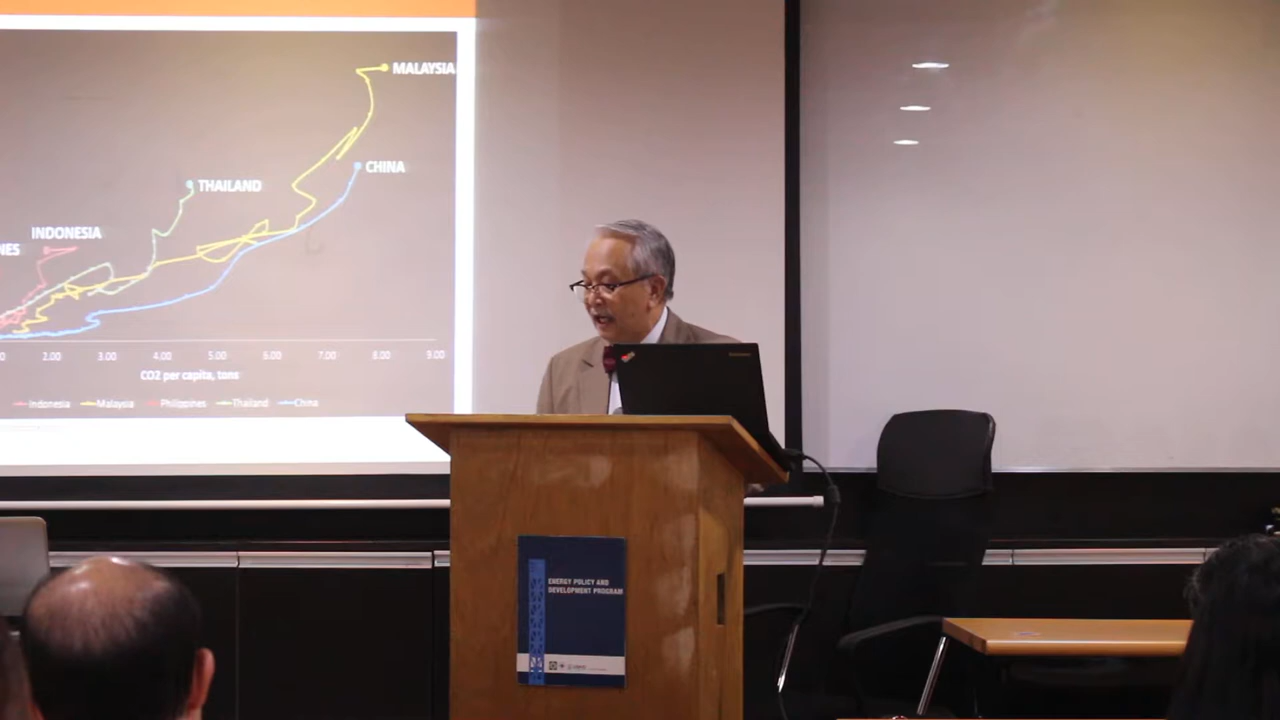 MALAYSIA
CHINA
THAILAND
INDONESIA
NES
0 2.00 3.00 4.00 5.00 6.00 7.00 8.00 9.00
CO2 per capita, tons
Indonesia Malaysia Philippines Thailand China
ENERGY POLICY AND
DEVELOPMENT PROGRAM